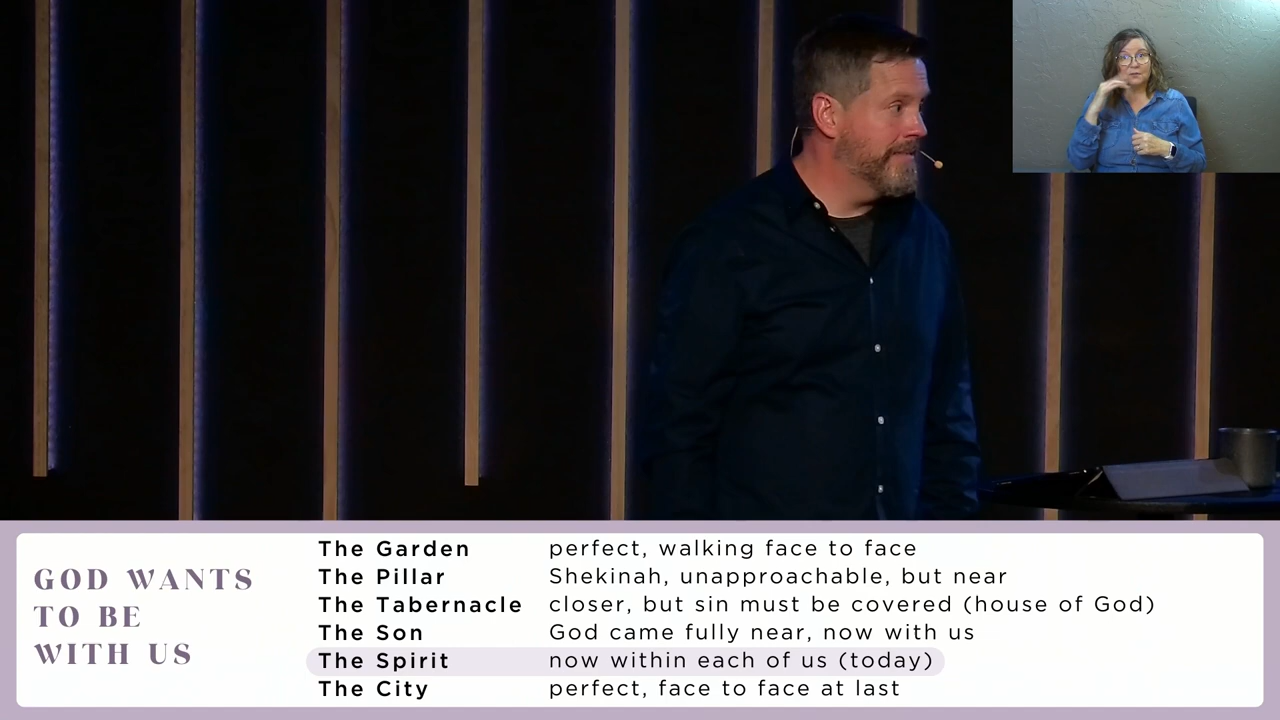 GOD WANTS
TO BE
WITH US
The Garden perfect, walking face to face
The Pillar Shekinah, unapproachable, but near
The Tabernacle closer, but sin must be covered (house of God)
The Son God came fully near, now with us
The Spirit now within each of us (today)
The City perfect, face to face at last